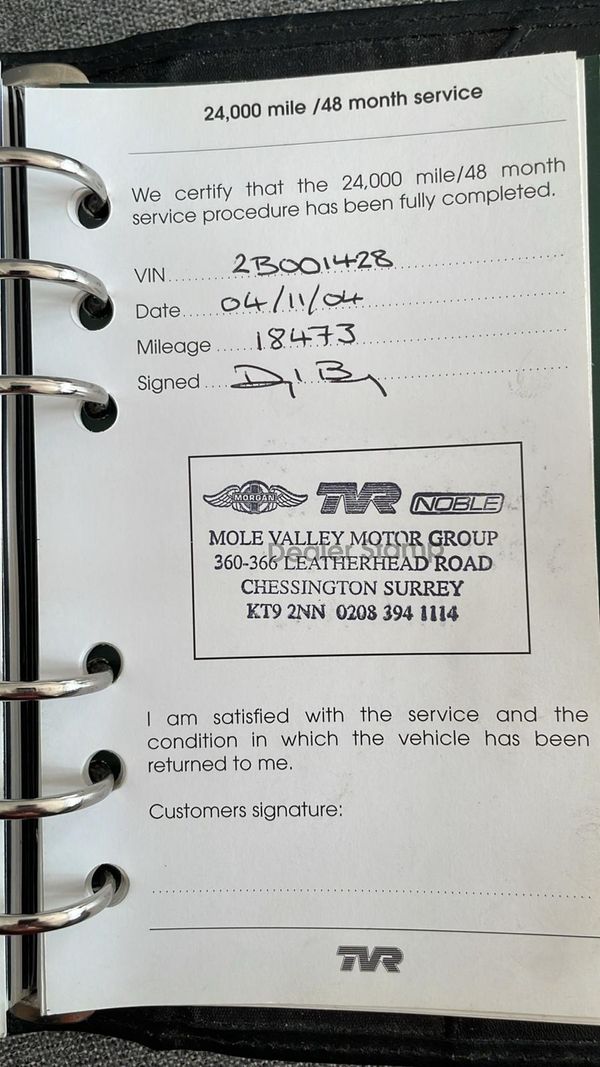 24,000 mile /48 month service
We certify that the 24,000 mile/48 month
service procedure has been fully completed.
VIN 2B001428
Date 04/11/04
Mileage 18473
Signed
MORGAN TVR NOBLE
Dealer Stamp
MOLE VALLEY MOTOR GROUP
360-366 LEATHERHEAD ROAD
CHESSINGTON SURREY
KT9 2NN 0208 394 1114
I am satisfied with the service and the
condition in which the vehicle has been
returned to me.
Customers signature:
TVR